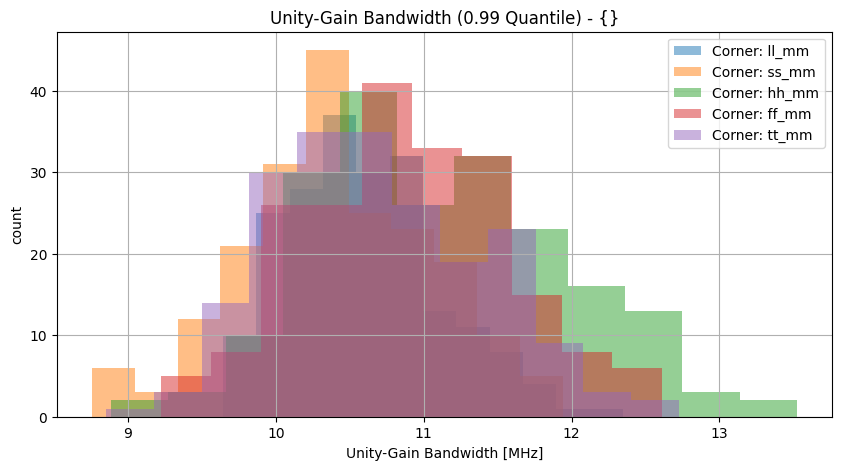 Unity-Gain Bandwidth (0.99 Quantile) - {}
Corner: ll_mm
Corner: ss_mm
Corner: hh_mm
Corner: ff_mm
Corner: tt_mm
40
30
20
10
0
count
9 10 11 12 13
Unity-Gain Bandwidth [MHz]